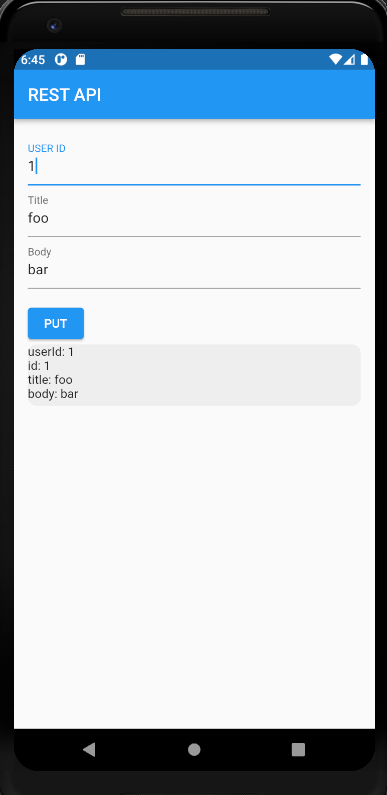 6:45
REST API
USER ID
1
Title
foo
Body
bar
PUT
userId: 1
id: 1
title: foo
body: bar